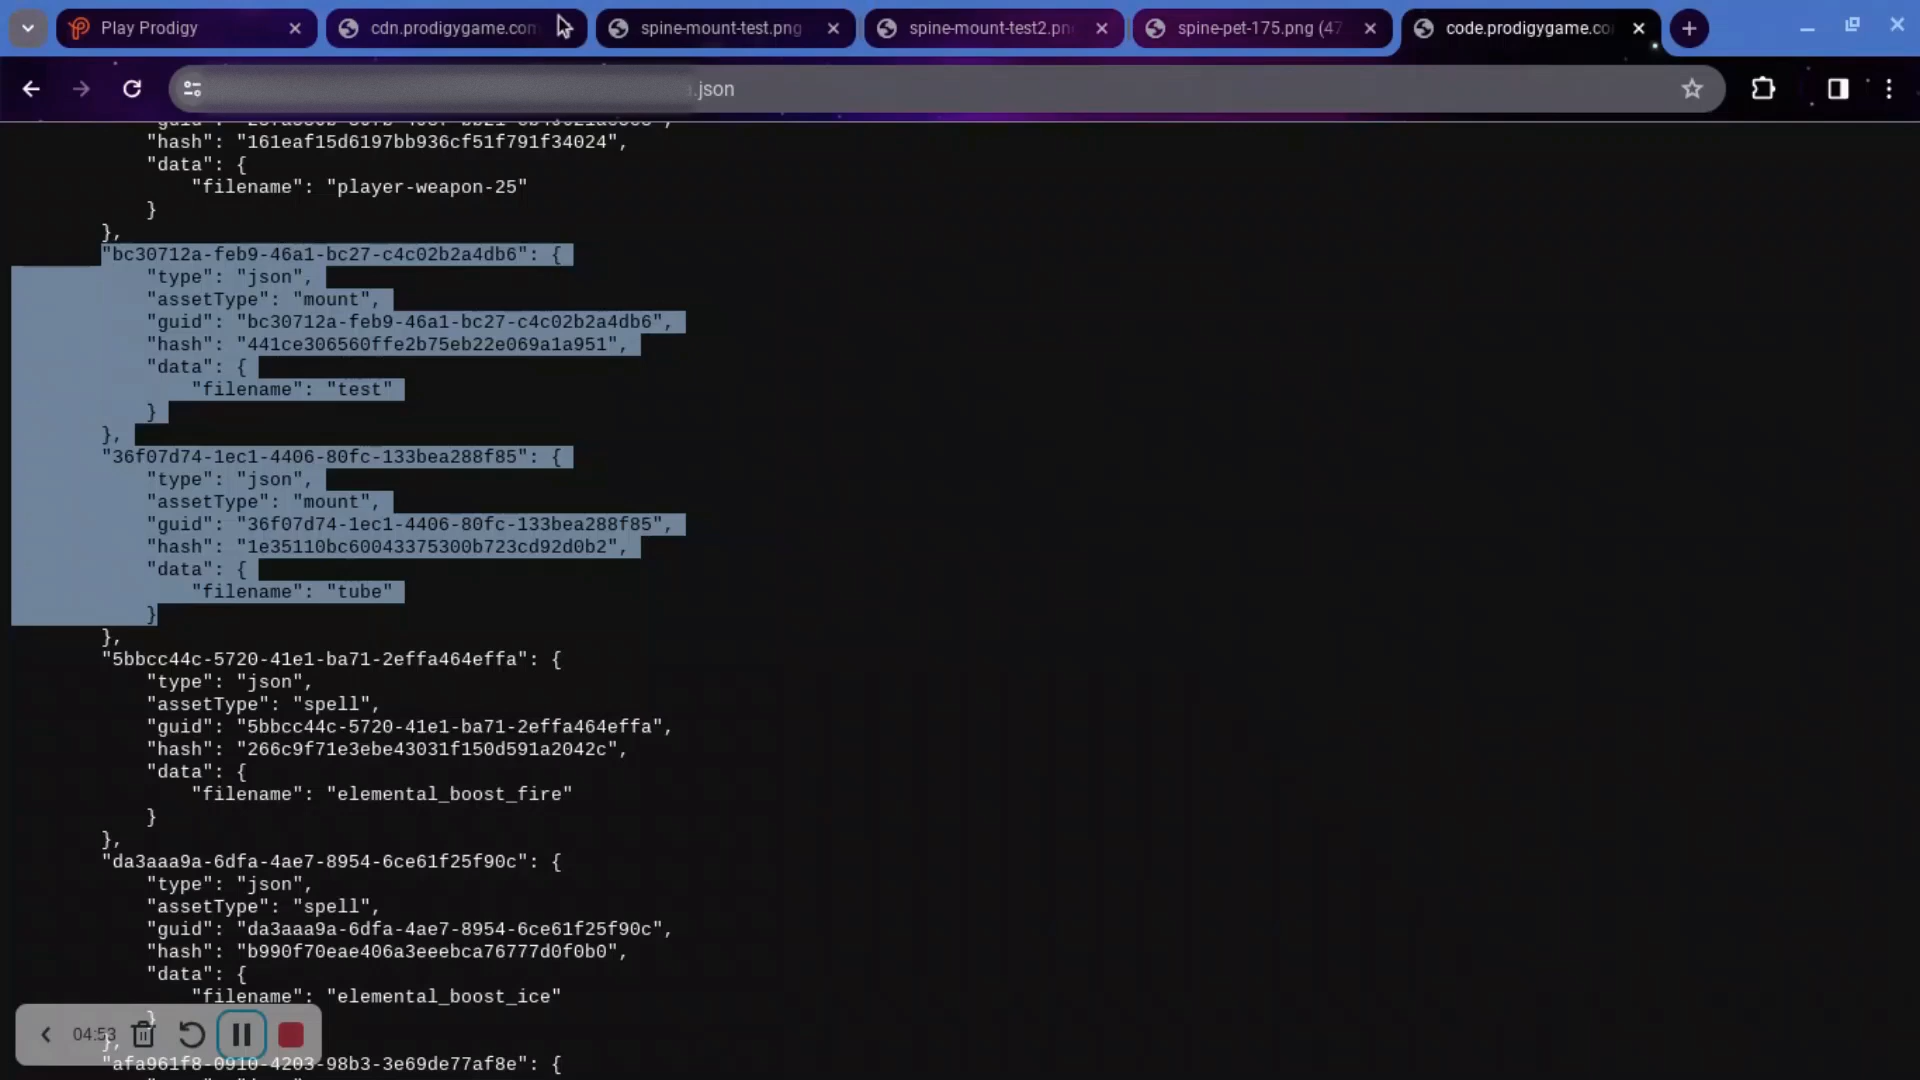 Play Prodigy
cdn.prodigygame.com
spine-mount-test.png
spine-mount-test2.pn
spine-pet-175.png (47
code.prodigygame.co
.json
"hash": "161eaf15d6197bb936cf51f791f34024",
"data": {
"filename": "player-weapon-25"
}
},
"bc30712a-feb9-46a1-bc27-c4c02b2a4db6": {
"type": "json",
"assetType": "mount",
"guid": "bc30712a-feb9-46a1-bc27-c4c02b2a4db6",
"hash": "441ce306560ffe2b75eb22e069a1a951",
"data": {
"filename": "test"
}
},
"36f07d74-1ec1-4406-80fc-133bea288f85": {
"type": "json",
"assetType": "mount",
"guid": "36f07d74-1ec1-4406-80fc-133bea288f85",
"hash": "1e35110bc60043375300b723cd92d0b2",
"data": {
"filename": "tube"
}
},
"5bbcc44c-5720-41e1-ba71-2effa464effa": {
"type": "json",
"assetType": "spell",
"guid": "5bbcc44c-5720-41e1-ba71-2effa464effa",
"hash": "266c9f71e3ebe43031f150d591a2042c",
"data": {
"filename": "elemental_boost_fire"
}
},
"da3aaa9a-6dfa-4ae7-8954-6ce61f25f90c": {
"type": "json",
"assetType": "spell",
"guid": "da3aaa9a-6dfa-4ae7-8954-6ce61f25f90c",
"hash": "b990f70eae406a3eeebca76777d0f0b0",
"data": {
"filename": "elemental_boost_ice"
}
04:53
},
"afa961f8-0910-4203-98b3-3e69de77af8e": {